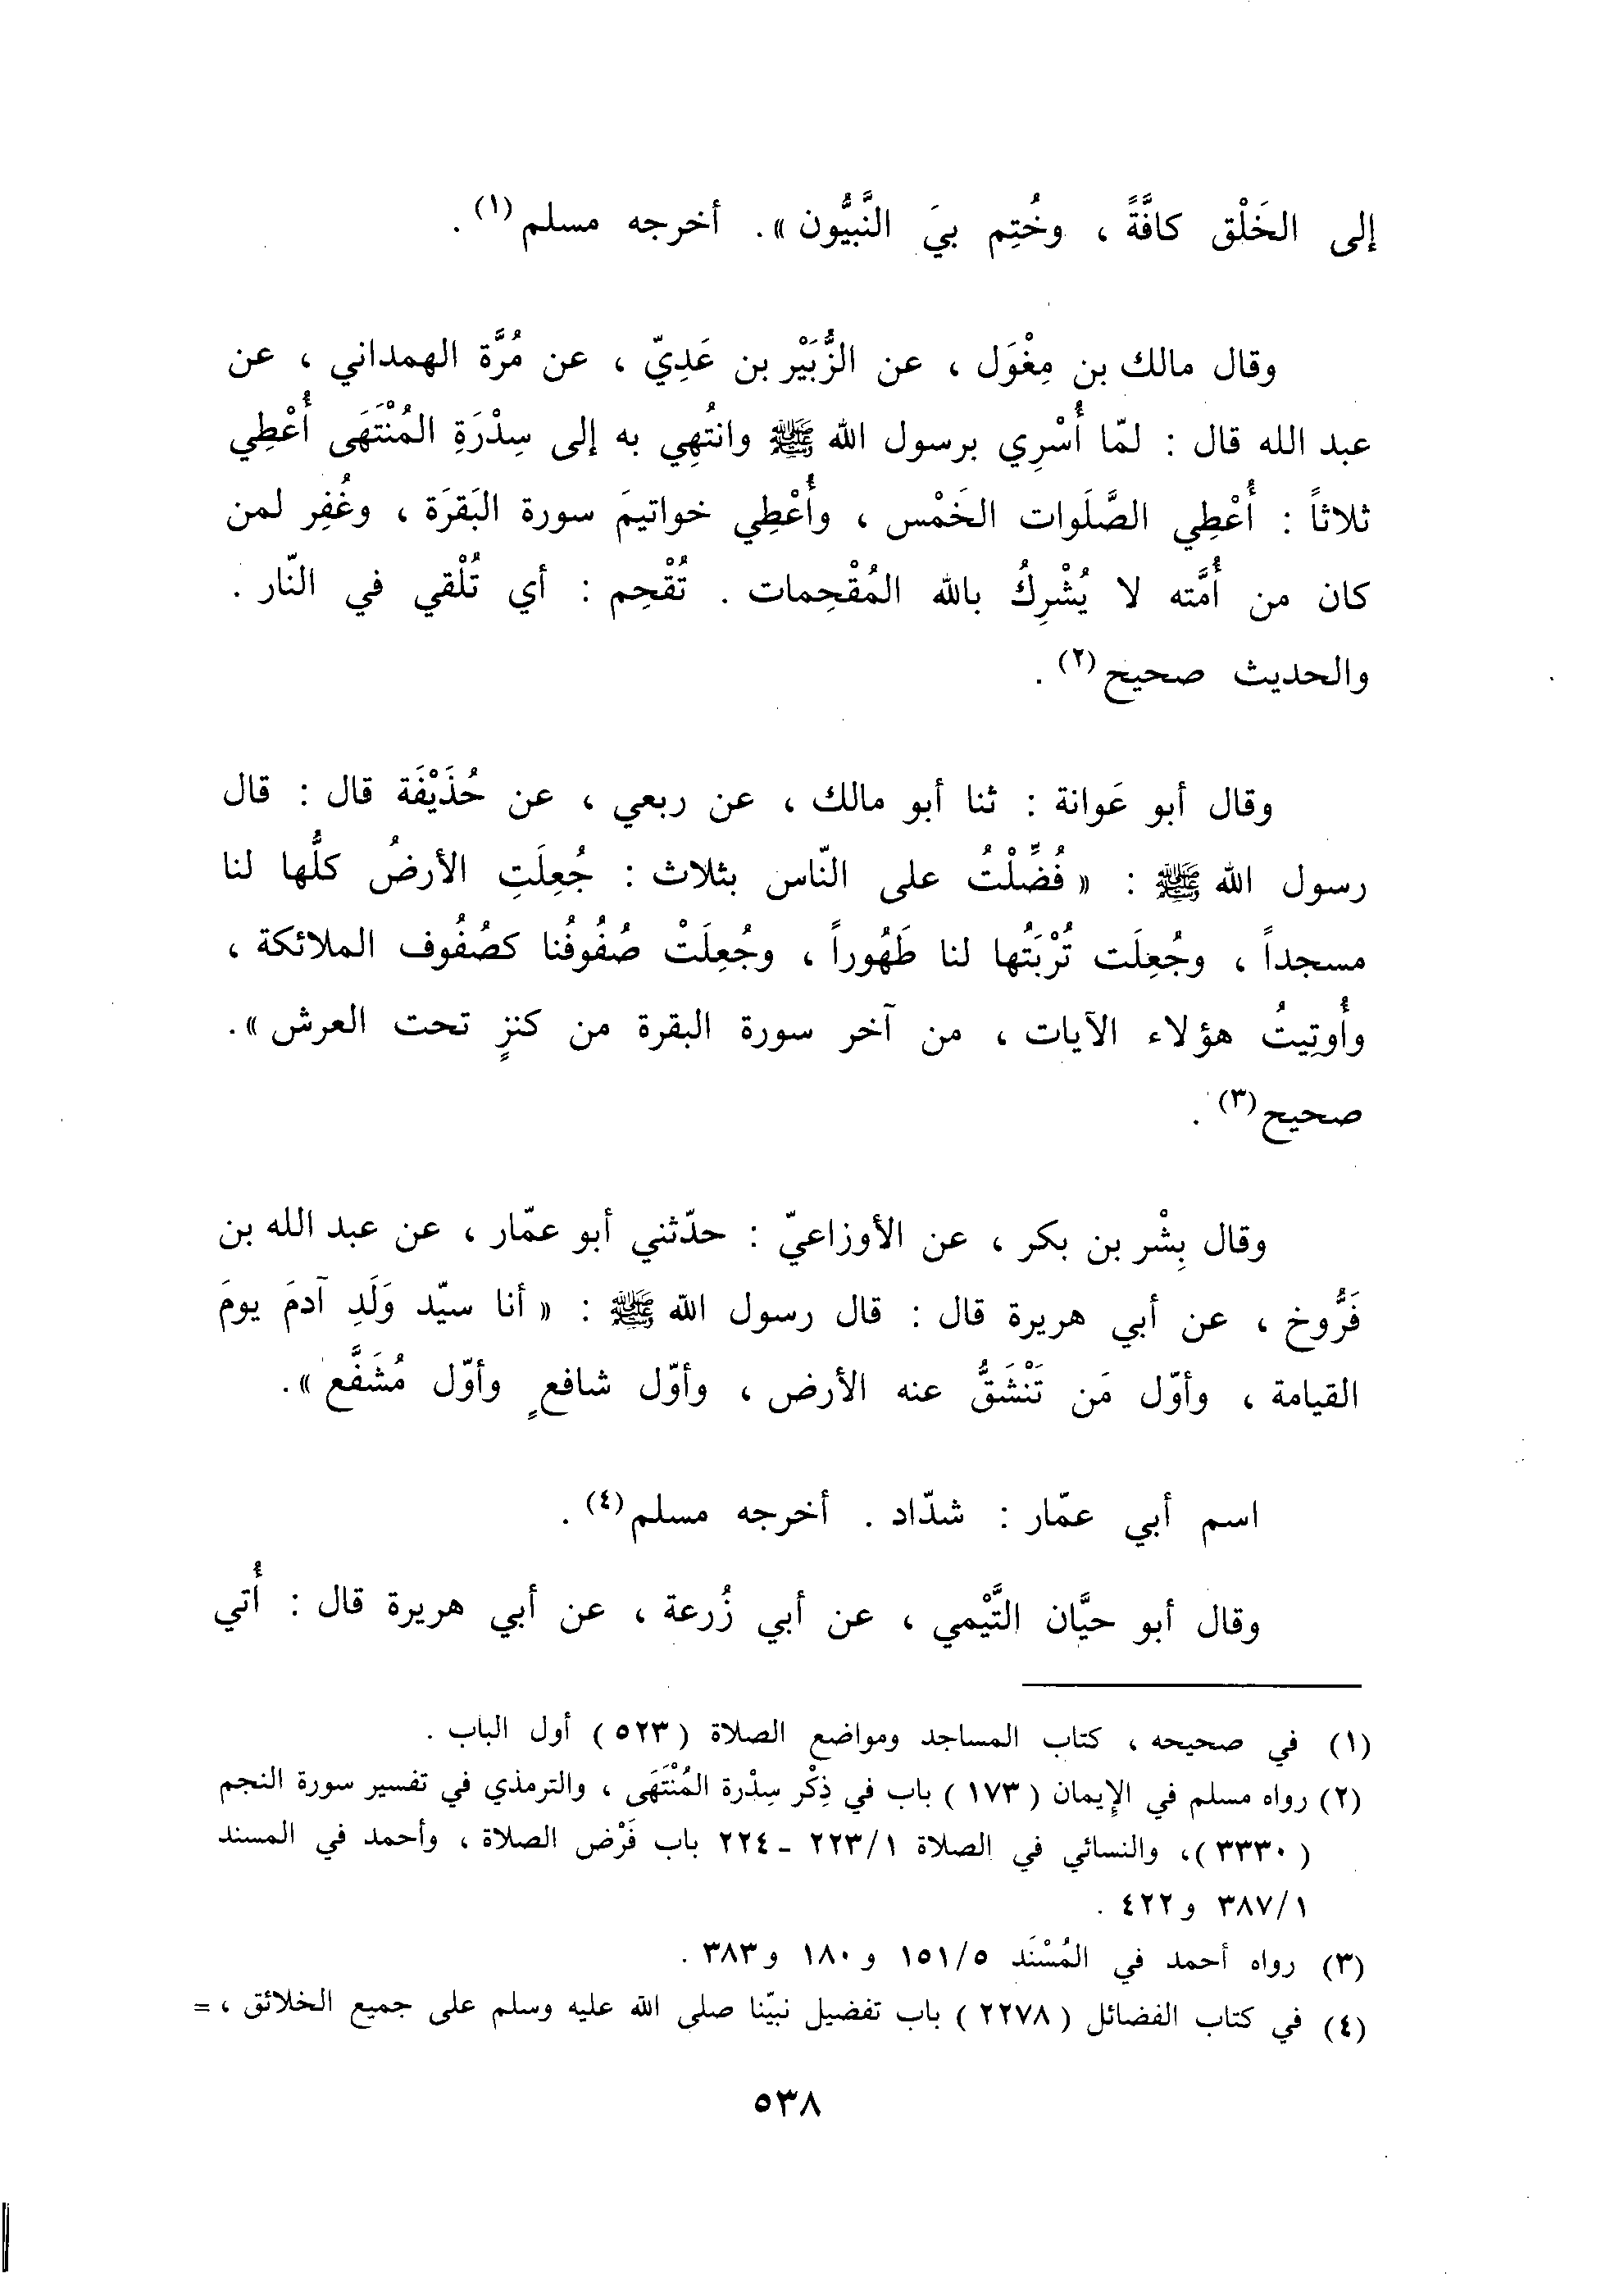 إلى الخَلْق كافَّةً ، وخُتِم بيَ النَّبيُّون » . أخرجه مسلم (١) .
وقال مالك بن مِغْوَل ، عن الزُّبَيْر بن عَدِيّ ، عن مُرَّة الهمداني ، عن
عبد الله قال : لمّا أُسْرِي برسول الله ﷺ وانتُهِي به إلى سِدْرَةِ المُنْتَهَى أُعْطِي
ثلاثاً : أُعْطِي الصَّلَوات الخَمْس ، وأُعْطِي خواتيمَ سورة البَقرَة ، وغُفِر لمن
كان من أُمَّته لا يُشْرِكُ بالله المُقْحِمات . تُقْحِم : أي تُلْقي في النّار .
والحديث صحيح (٢) .
وقال أبو عَوانة : ثنا أبو مالك ، عن ربعي ، عن حُذَيْفَة قال : قال
رسول الله ﷺ : « فُضِّلْتُ على النّاس بثلاث : جُعِلَتِ الأرضُ كلُّها لنا
مسجداً ، وجُعِلَت تُرْبَتُها لنا طَهُوراً ، وجُعِلَتْ صُفُوفُنا كصُفُوف الملائكة ،
وأُوتِيتُ هؤلاء الآيات ، من آخر سورة البقرة من كنزٍ تحت العرش » .
صحيح (٣) .
وقال بِشْر بن بكر ، عن الأوزاعيّ : حدّثني أبو عمّار ، عن عبد الله بن
فَرُّوخ ، عن أبي هريرة قال : قال رسول الله ﷺ : « أنا سيّد وَلَدِ آدمَ يومَ
القيامة ، وأوّل مَن تَنْشَقُّ عنه الأرض ، وأوّل شافعٍ وأوّل مُشَفَّع » .
اسم أبي عمّار : شدّاد . أخرجه مسلم (٤) .
وقال أبو حيَّان التَّيْمي ، عن أبي زُرعة ، عن أبي هريرة قال : أُتي
(١) في صحيحه ، كتاب المساجد ومواضع الصلاة ( ٥٢٣ ) أول الباب .
(٢) رواه مسلم في الإيمان ( ١٧٣ ) باب في ذِكْر سِدْرة المُنْتَهَى ، والترمذي في تفسير سورة النجم
( ٣٣٣٠ ) ، والنسائي في الصلاة ٢٢٣/١ ـ ٢٢٤ باب فَرْض الصلاة ، وأحمد في المسند
٣٨٧/١ و ٤٢٢ .
(٣) رواه أحمد في المُسْنَد ١٥١/٥ و ١٨٠ و ٣٨٣ .
(٤) في كتاب الفضائل ( ٢٢٧٨ ) باب تفضيل نبيّنا صلى الله عليه وسلم على جميع الخلائق ، =
٥٣٨